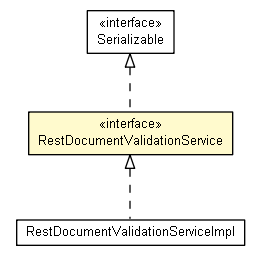 «interface»
Serializable
«interface»
RestDocumentValidationService
RestDocumentValidationServiceImpl